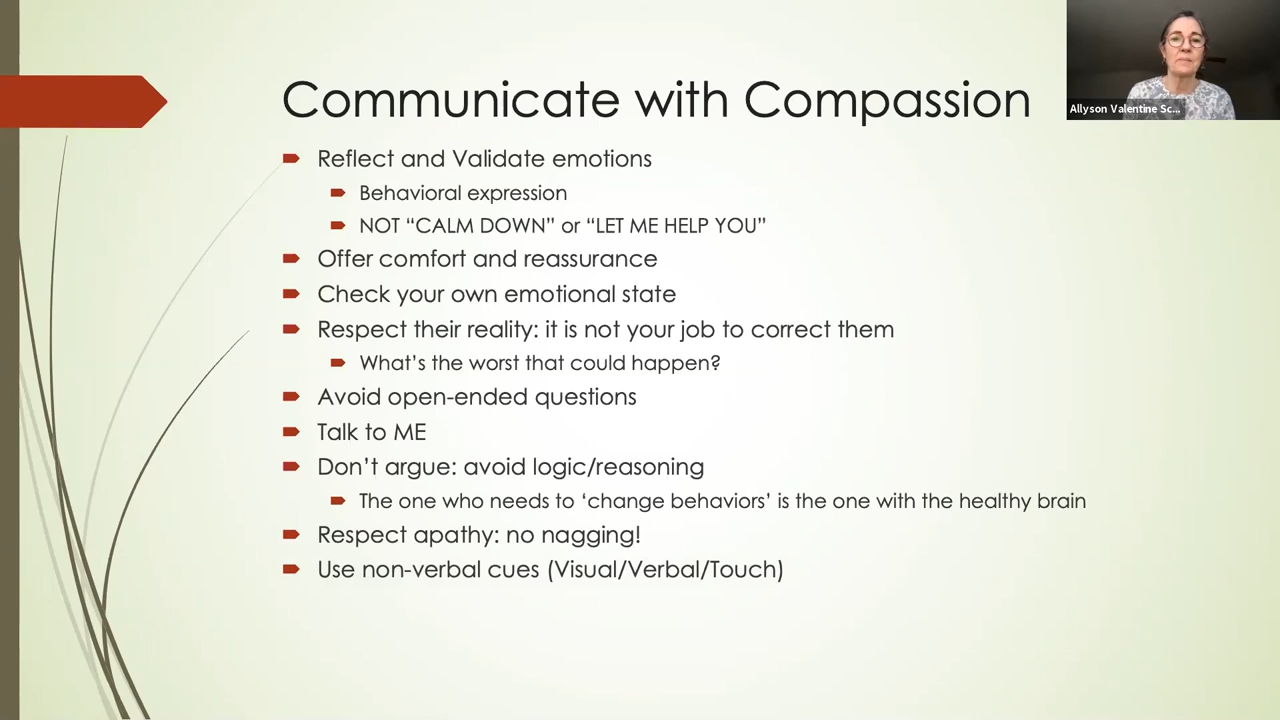 Communicate with Compassion
Allyson Valentine Sc...
Reflect and Validate emotions
Behavioral expression
NOT “CALM DOWN” or “LET ME HELP YOU”
Offer comfort and reassurance
Check your own emotional state
Respect their reality: it is not your job to correct them
What’s the worst that could happen?
Avoid open-ended questions
Talk to ME
Don’t argue: avoid logic/reasoning
The one who needs to ‘change behaviors’ is the one with the healthy brain
Respect apathy: no nagging!
Use non-verbal cues (Visual/Verbal/Touch)